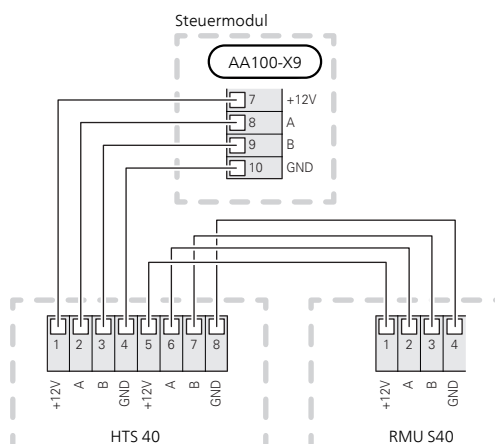 Steuermodul
AA100-X9
7 +12V
8 A
9 B
10 GND
1 2 3 4 5 6 7 8
+12V A B GND +12V A B GND
HTS 40
1 2 3 4
+12V A B GND
RMU S40